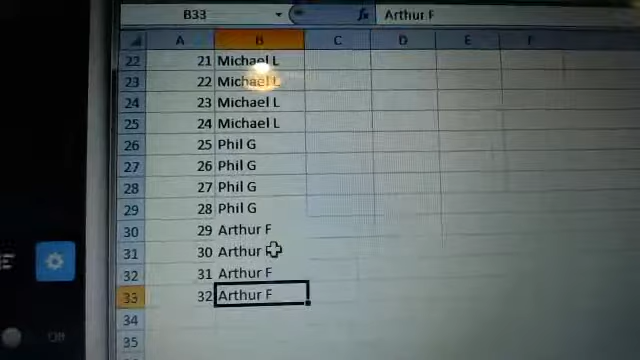 B33 fx Arthur F
A B C D E F
22 21 Michael L
23 22 Michael L
24 23 Michael L
25 24 Michael L
26 25 Phil G
27 26 Phil G
28 27 Phil G
29 28 Phil G
30 29 Arthur F
31 30 Arthur
32 31 Arthur F
33 32 Arthur F
34
35
Off